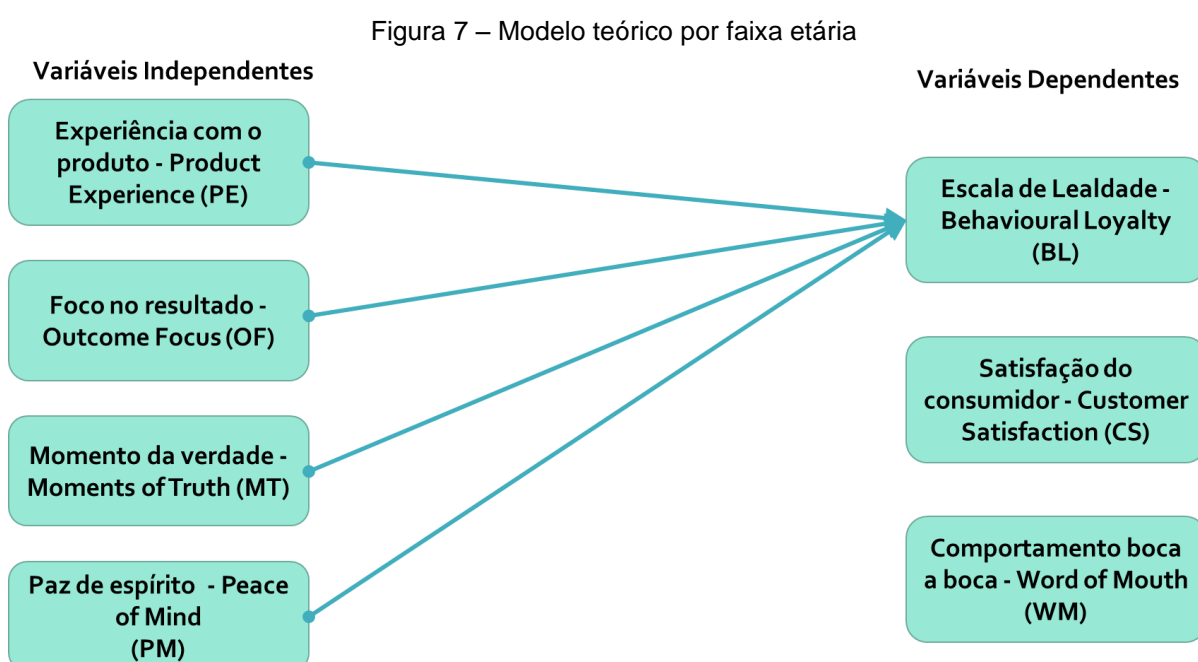 Figura 7 – Modelo teórico por faixa etária
Variáveis Independentes
Experiência com o
produto - Product
Experience (PE)
Foco no resultado -
Outcome Focus (OF)
Momento da verdade -
Moments of Truth (MT)
Paz de espírito - Peace
of Mind
(PM)
Variáveis Dependentes
Escala de Lealdade -
Behavioural Loyalty
(BL)
Satisfação do
consumidor - Customer
Satisfaction (CS)
Comportamento boca
a boca - Word of Mouth
(WM)